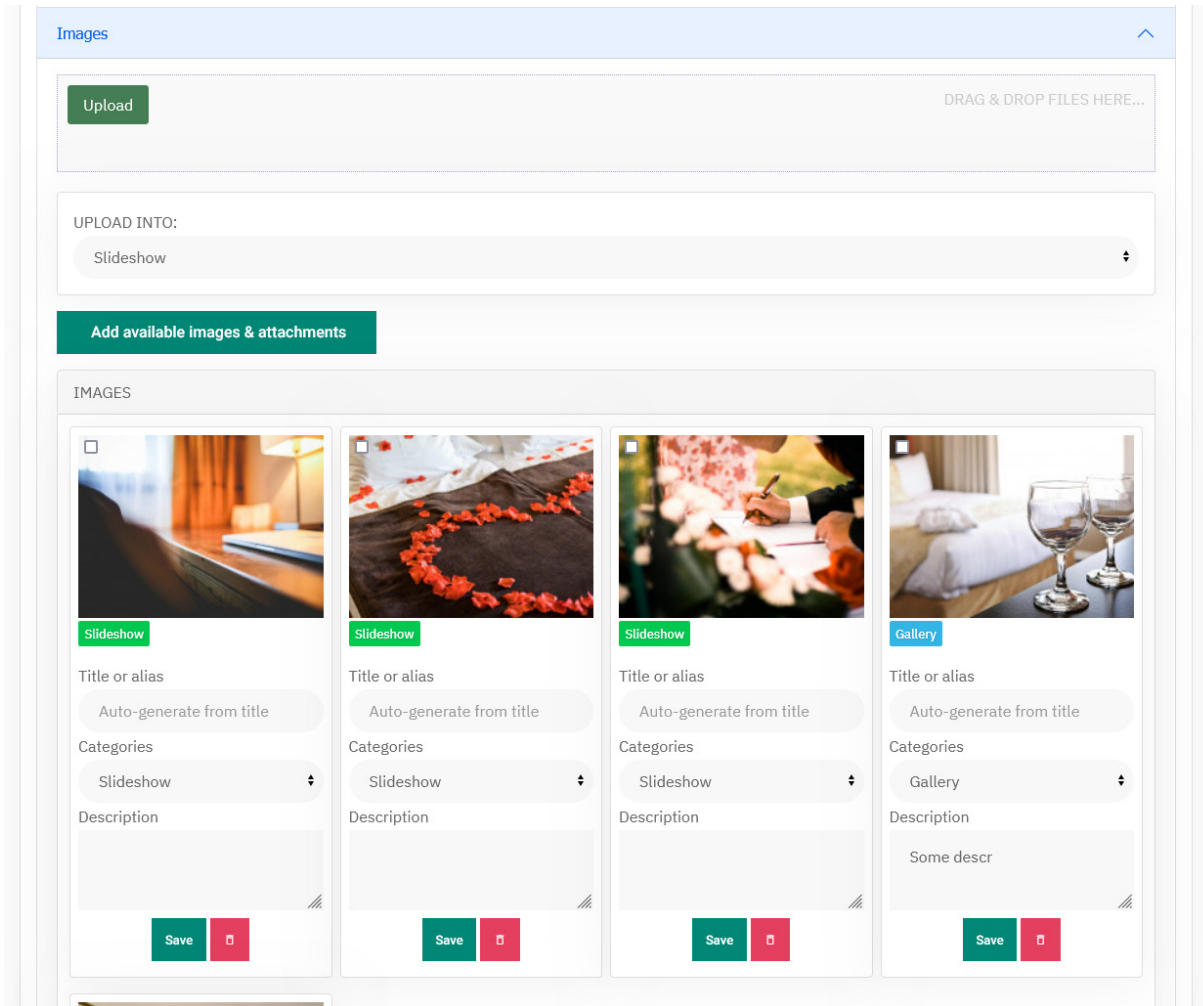 Images
Upload
DRAG & DROP FILES HERE...
UPLOAD INTO:
Slideshow
Add available images & attachments
IMAGES
Slideshow
Title or alias
Auto-generate from title
Categories
Slideshow
Description
Save
Slideshow
Title or alias
Auto-generate from title
Categories
Slideshow
Description
Save
Slideshow
Title or alias
Auto-generate from title
Categories
Slideshow
Description
Save
Gallery
Title or alias
Auto-generate from title
Categories
Gallery
Description
Some descr
Save